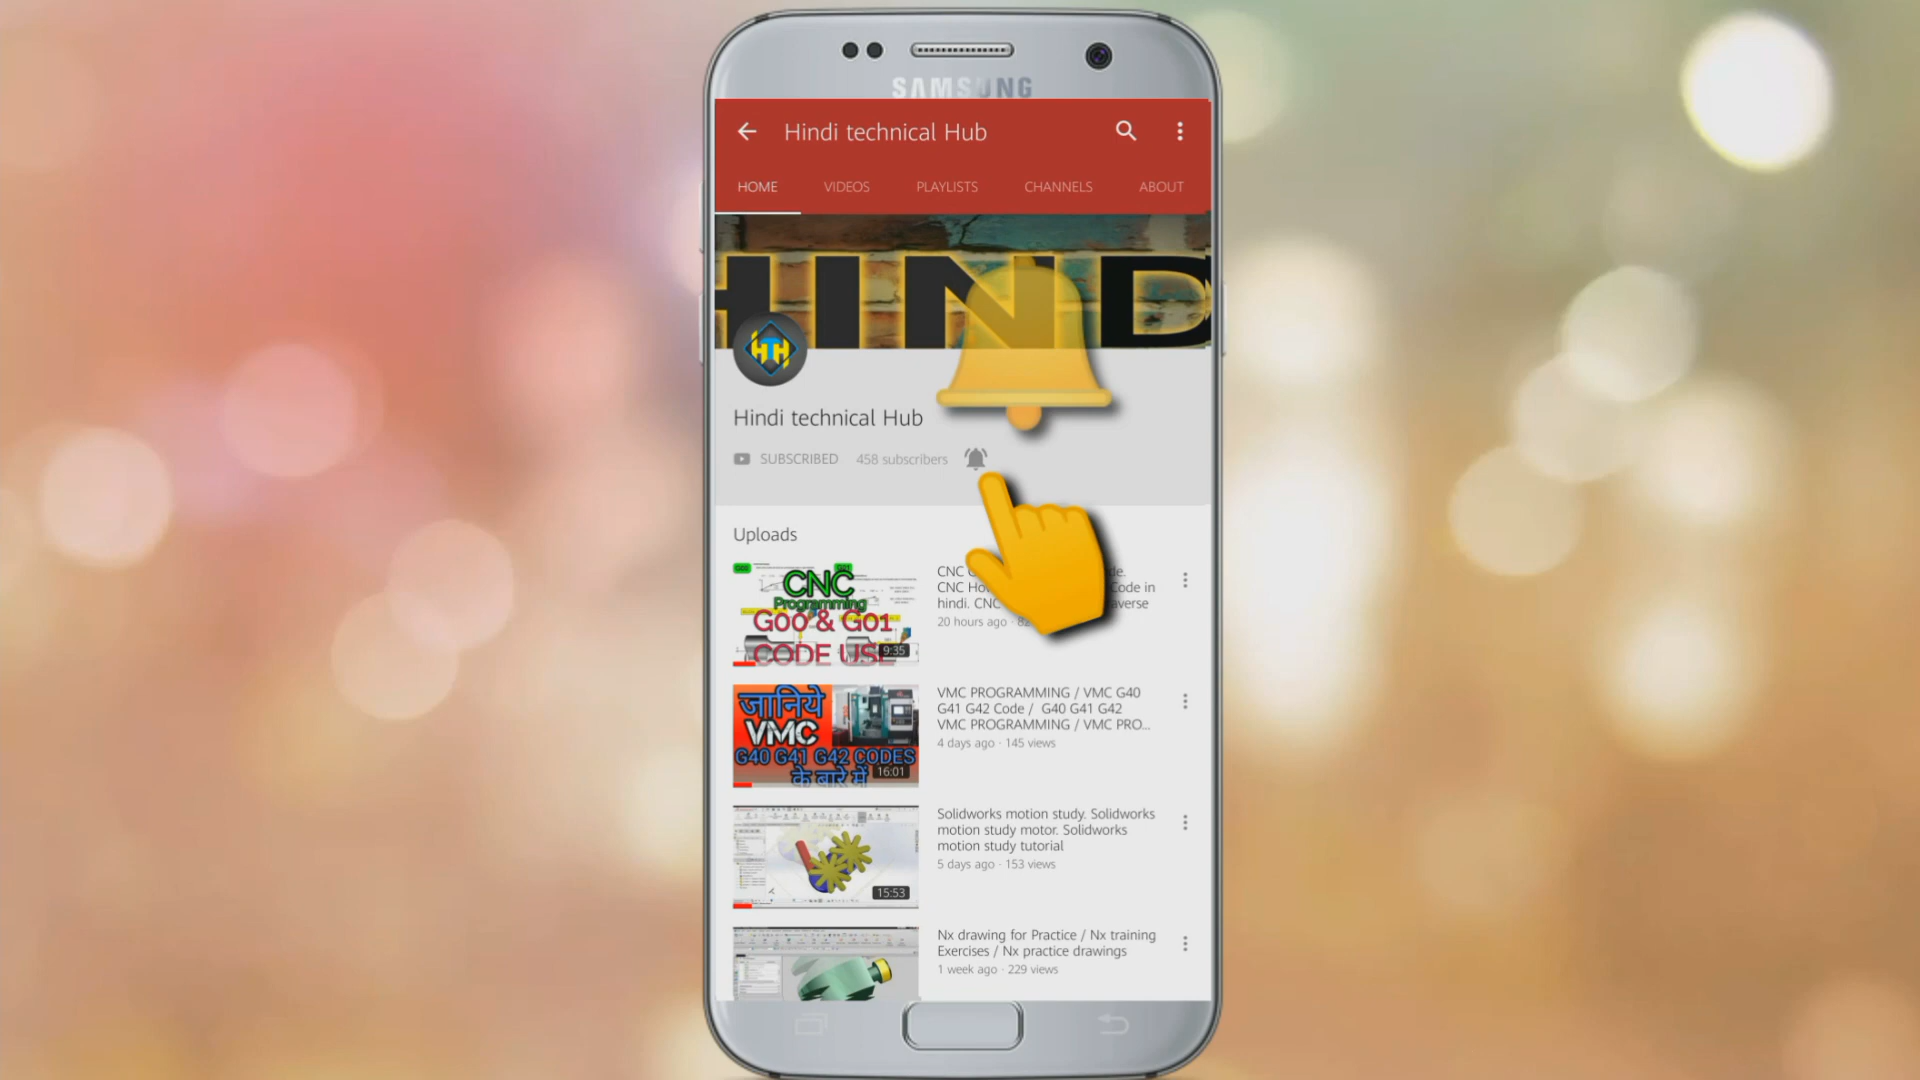 SAMSUNG
Hindi technical Hub
HOME VIDEOS PLAYLISTS CHANNELS ABOUT
HIND
HTH
Hindi technical Hub
SUBSCRIBED 458 subscribers
Uploads
G00 G01
CNC
Programming
G00 & G01
CODE USE
9:35
CNC
CNC Code in
hindi. CNC
20 hours ago ·
जानिये
VMC
G40 G41 G42 CODES
के बारे में
16:01
VMC PROGRAMMING / VMC G40
G41 G42 Code / G40 G41 G42
VMC PROGRAMMING / VMC PRO...
4 days ago · 145 views
15:53
Solidworks motion study. Solidworks
motion study motor. Solidworks
motion study tutorial
5 days ago · 153 views
Nx drawing for Practice / Nx training
Exercises / Nx practice drawings
1 week ago · 229 views